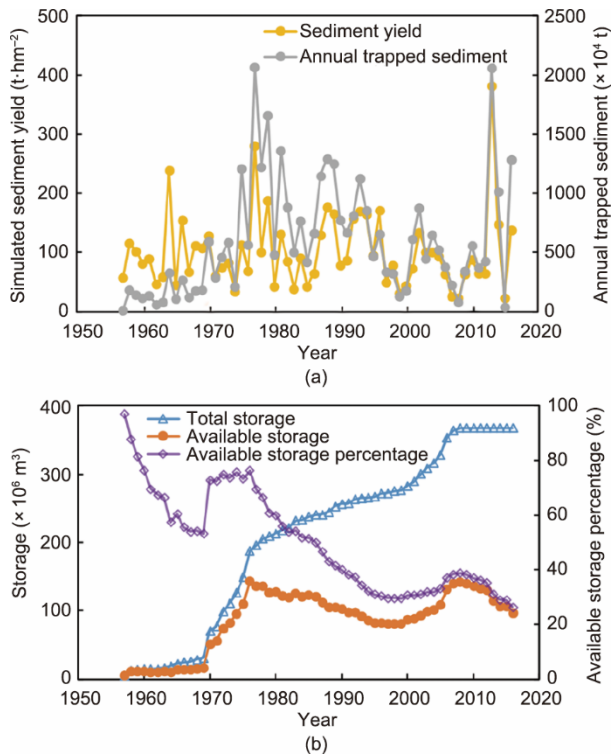 Simulated sediment yield (t·hm⁻²)
500
400
300
200
100
0
Sediment yield
Annual trapped sediment
2500
2000
1500
1000
500
0
Annual trapped sediment (× 10⁴ t)
1950 1960 1970 1980 1990 2000 2010 2020
Year
(a)
Storage (× 10⁶ m³)
400
300
200
100
0
Total storage
Available storage
Available storage percentage
100
80
60
40
20
0
Available storage percentage (%)
1950 1960 1970 1980 1990 2000 2010 2020
Year
(b)